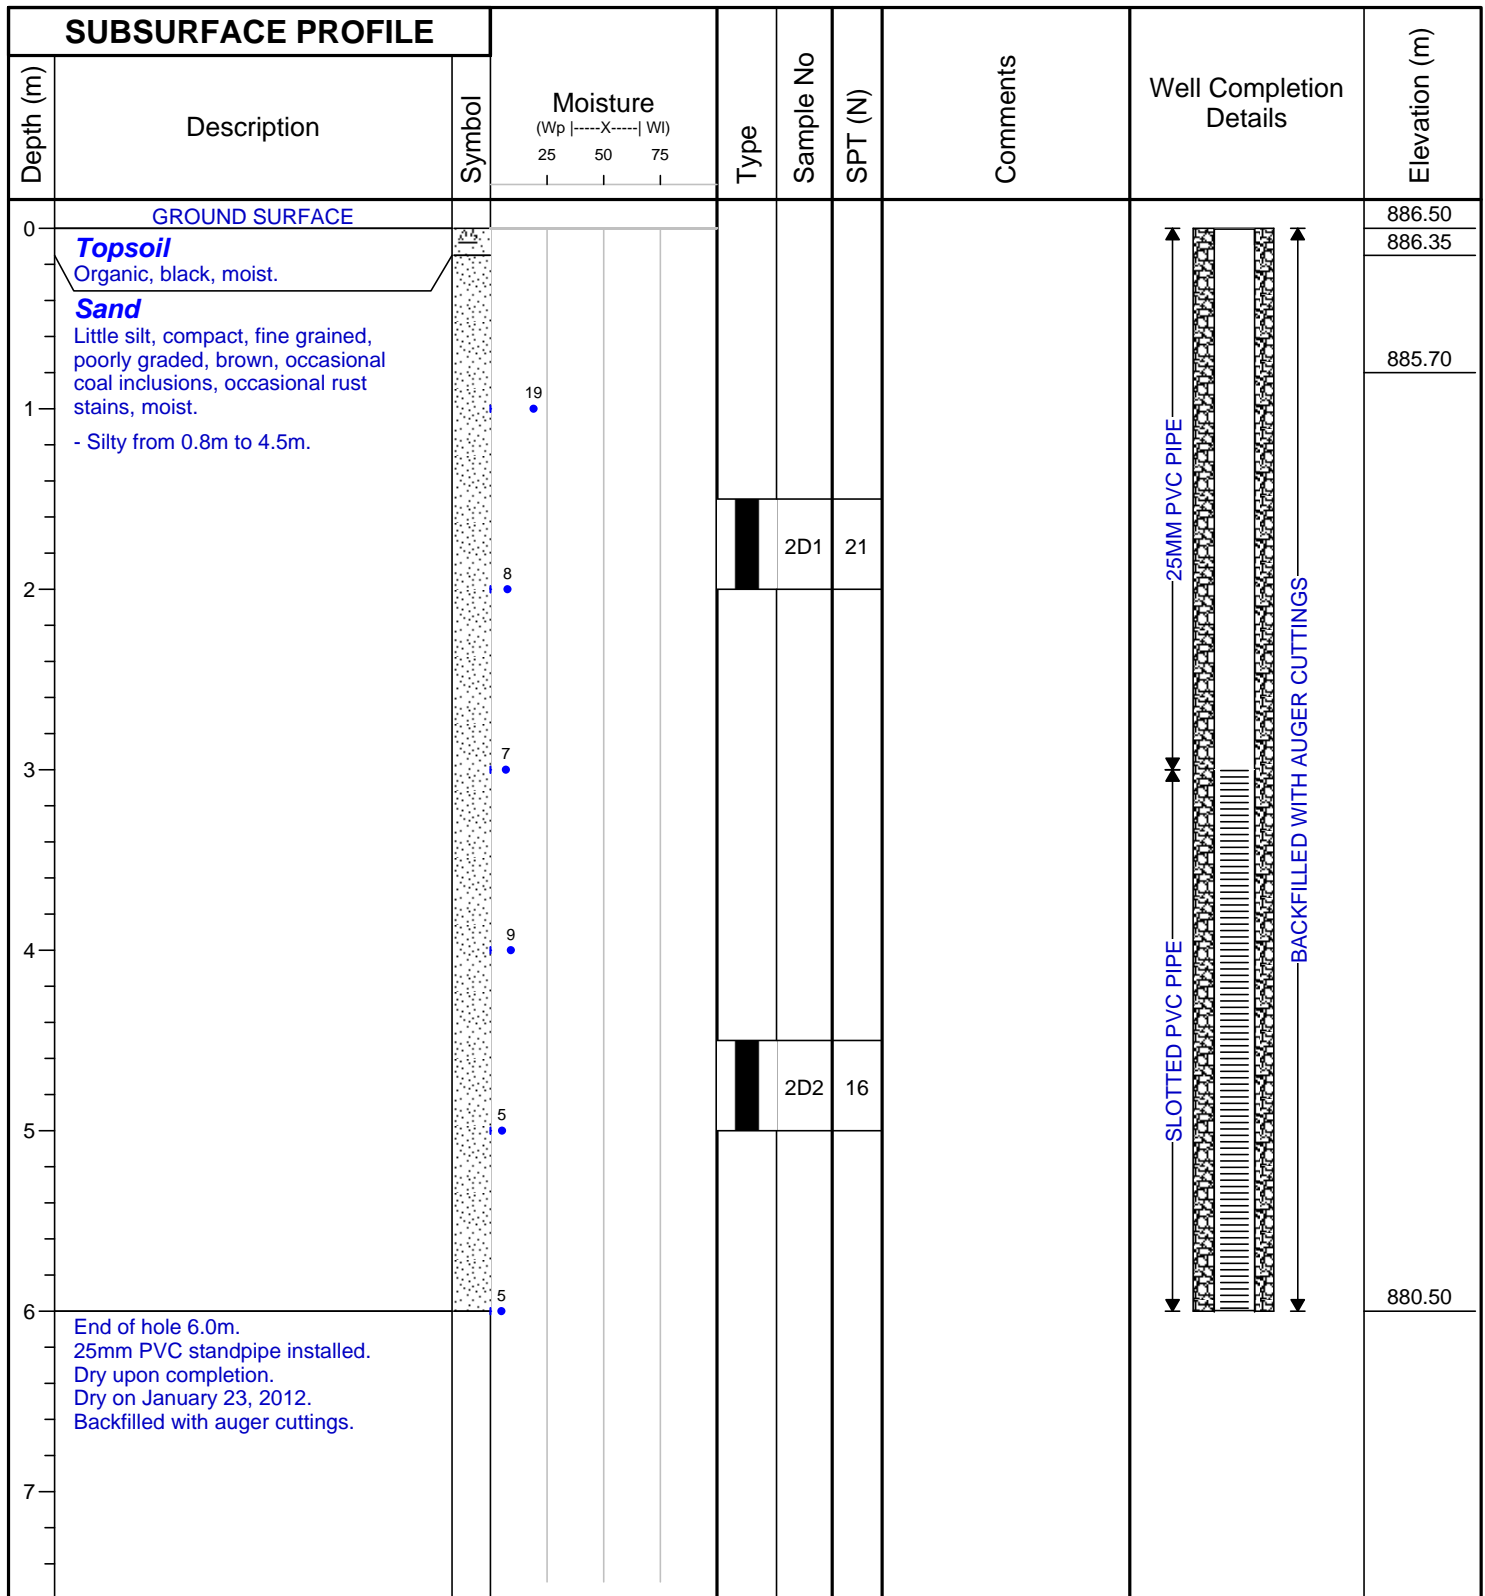 SUBSURFACE PROFILE
Depth (m)
Description
Symbol
Moisture
(Wp |-----X-----| Wl)
25 50 75
Type
Sample No
SPT (N)
Comments
Well Completion
Details
Elevation (m)
GROUND SURFACE
886.50
0
Topsoil
886.35
Organic, black, moist.
Sand
Little silt, compact, fine grained,
poorly graded, brown, occasional
885.70
coal inclusions, occasional rust
stains, moist.
19
1
- Silty from 0.8m to 4.5m.
25MM PVC PIPE
2D1 21
8
2
BACKFILLED WITH AUGER CUTTINGS
7
3
9
4
SLOTTED PVC PIPE
2D2 16
5
5
5
880.50
6
End of hole 6.0m.
25mm PVC standpipe installed.
Dry upon completion.
Dry on January 23, 2012.
Backfilled with auger cuttings.
7